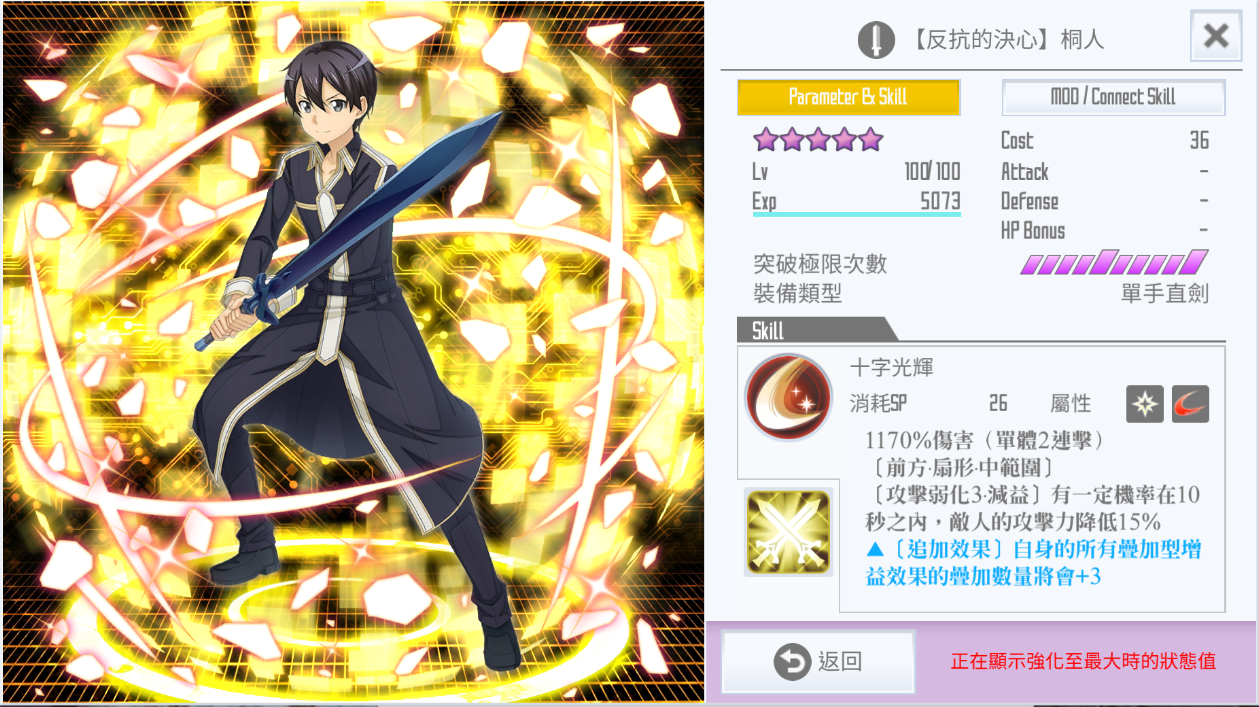 【反抗的決心】桐人
Parameter & Skill
MOD / Connect Skill
Lv 100/100
Exp 5073
Cost 36
Attack -
Defense -
HP Bonus -
突破極限次數
裝備類型 單手直劍
Skill
十字光輝
消耗SP 26 屬性
1170%傷害（單體2連擊）
〔前方·扇形·中範圍〕
〔攻擊弱化3·減益〕有一定機率在10
秒之內，敵人的攻擊力降低15%
▲〔追加效果〕自身的所有疊加型增
益效果的疊加數量將會+3
返回
正在顯示強化至最大時的狀態值